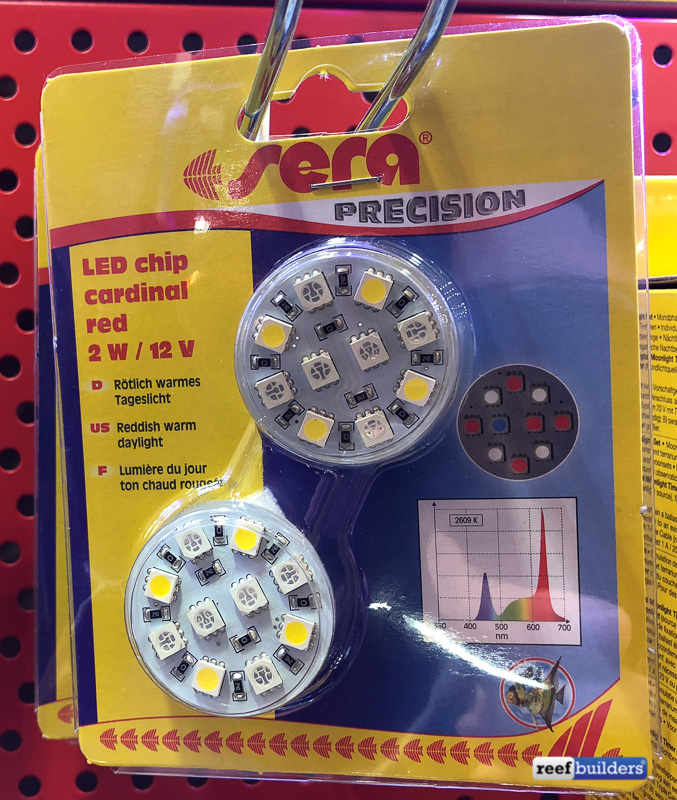 sera®
PRECISION
LED chip
cardinal
red
2 W / 12 V
D Rötlich warmes
Tageslicht
US Reddish warm
daylight
F Lumière du jour
ton chaud rougeâtre
2609 K
350 400 500 600 700
nm
reefbuilders